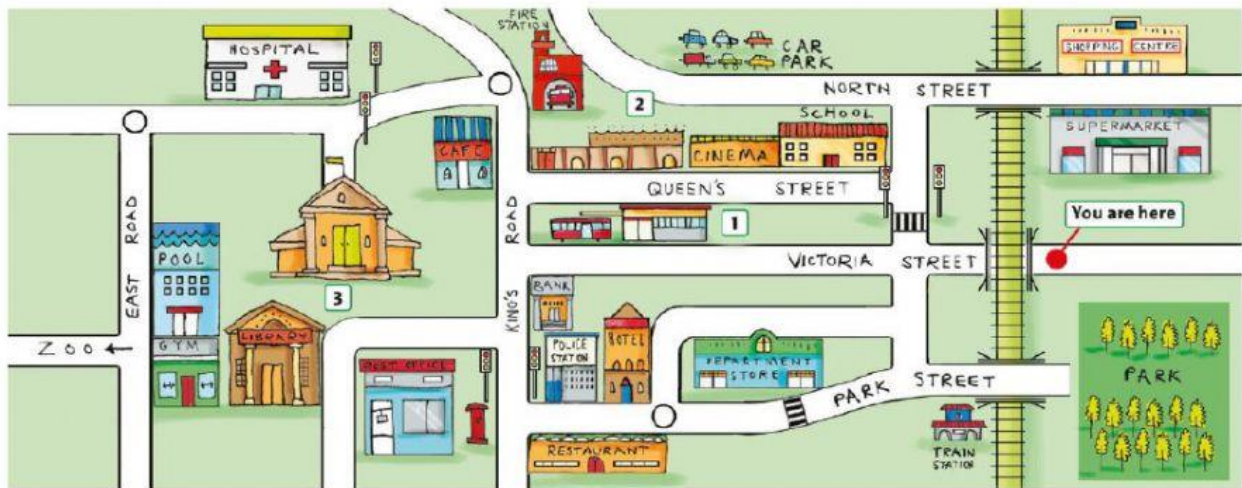 FIRE
STATION
HOSPITAL
CAR
PARK
SHOPPING CENTRE
NORTH STREET
2
SCHOOL
SUPERMARKET
CAFE
CINEMA
QUEEN'S STREET
You are here
1
ROAD
EAST ROAD
POOL
VICTORIA STREET
BANK
3
KING'S
LIBRARY
POLICE
STATION
HOTEL
ZOO ←
GYM
DEPARTMENT
STORE
POST OFFICE
PARK STREET
PARK
RESTAURANT
TRAIN
STATION